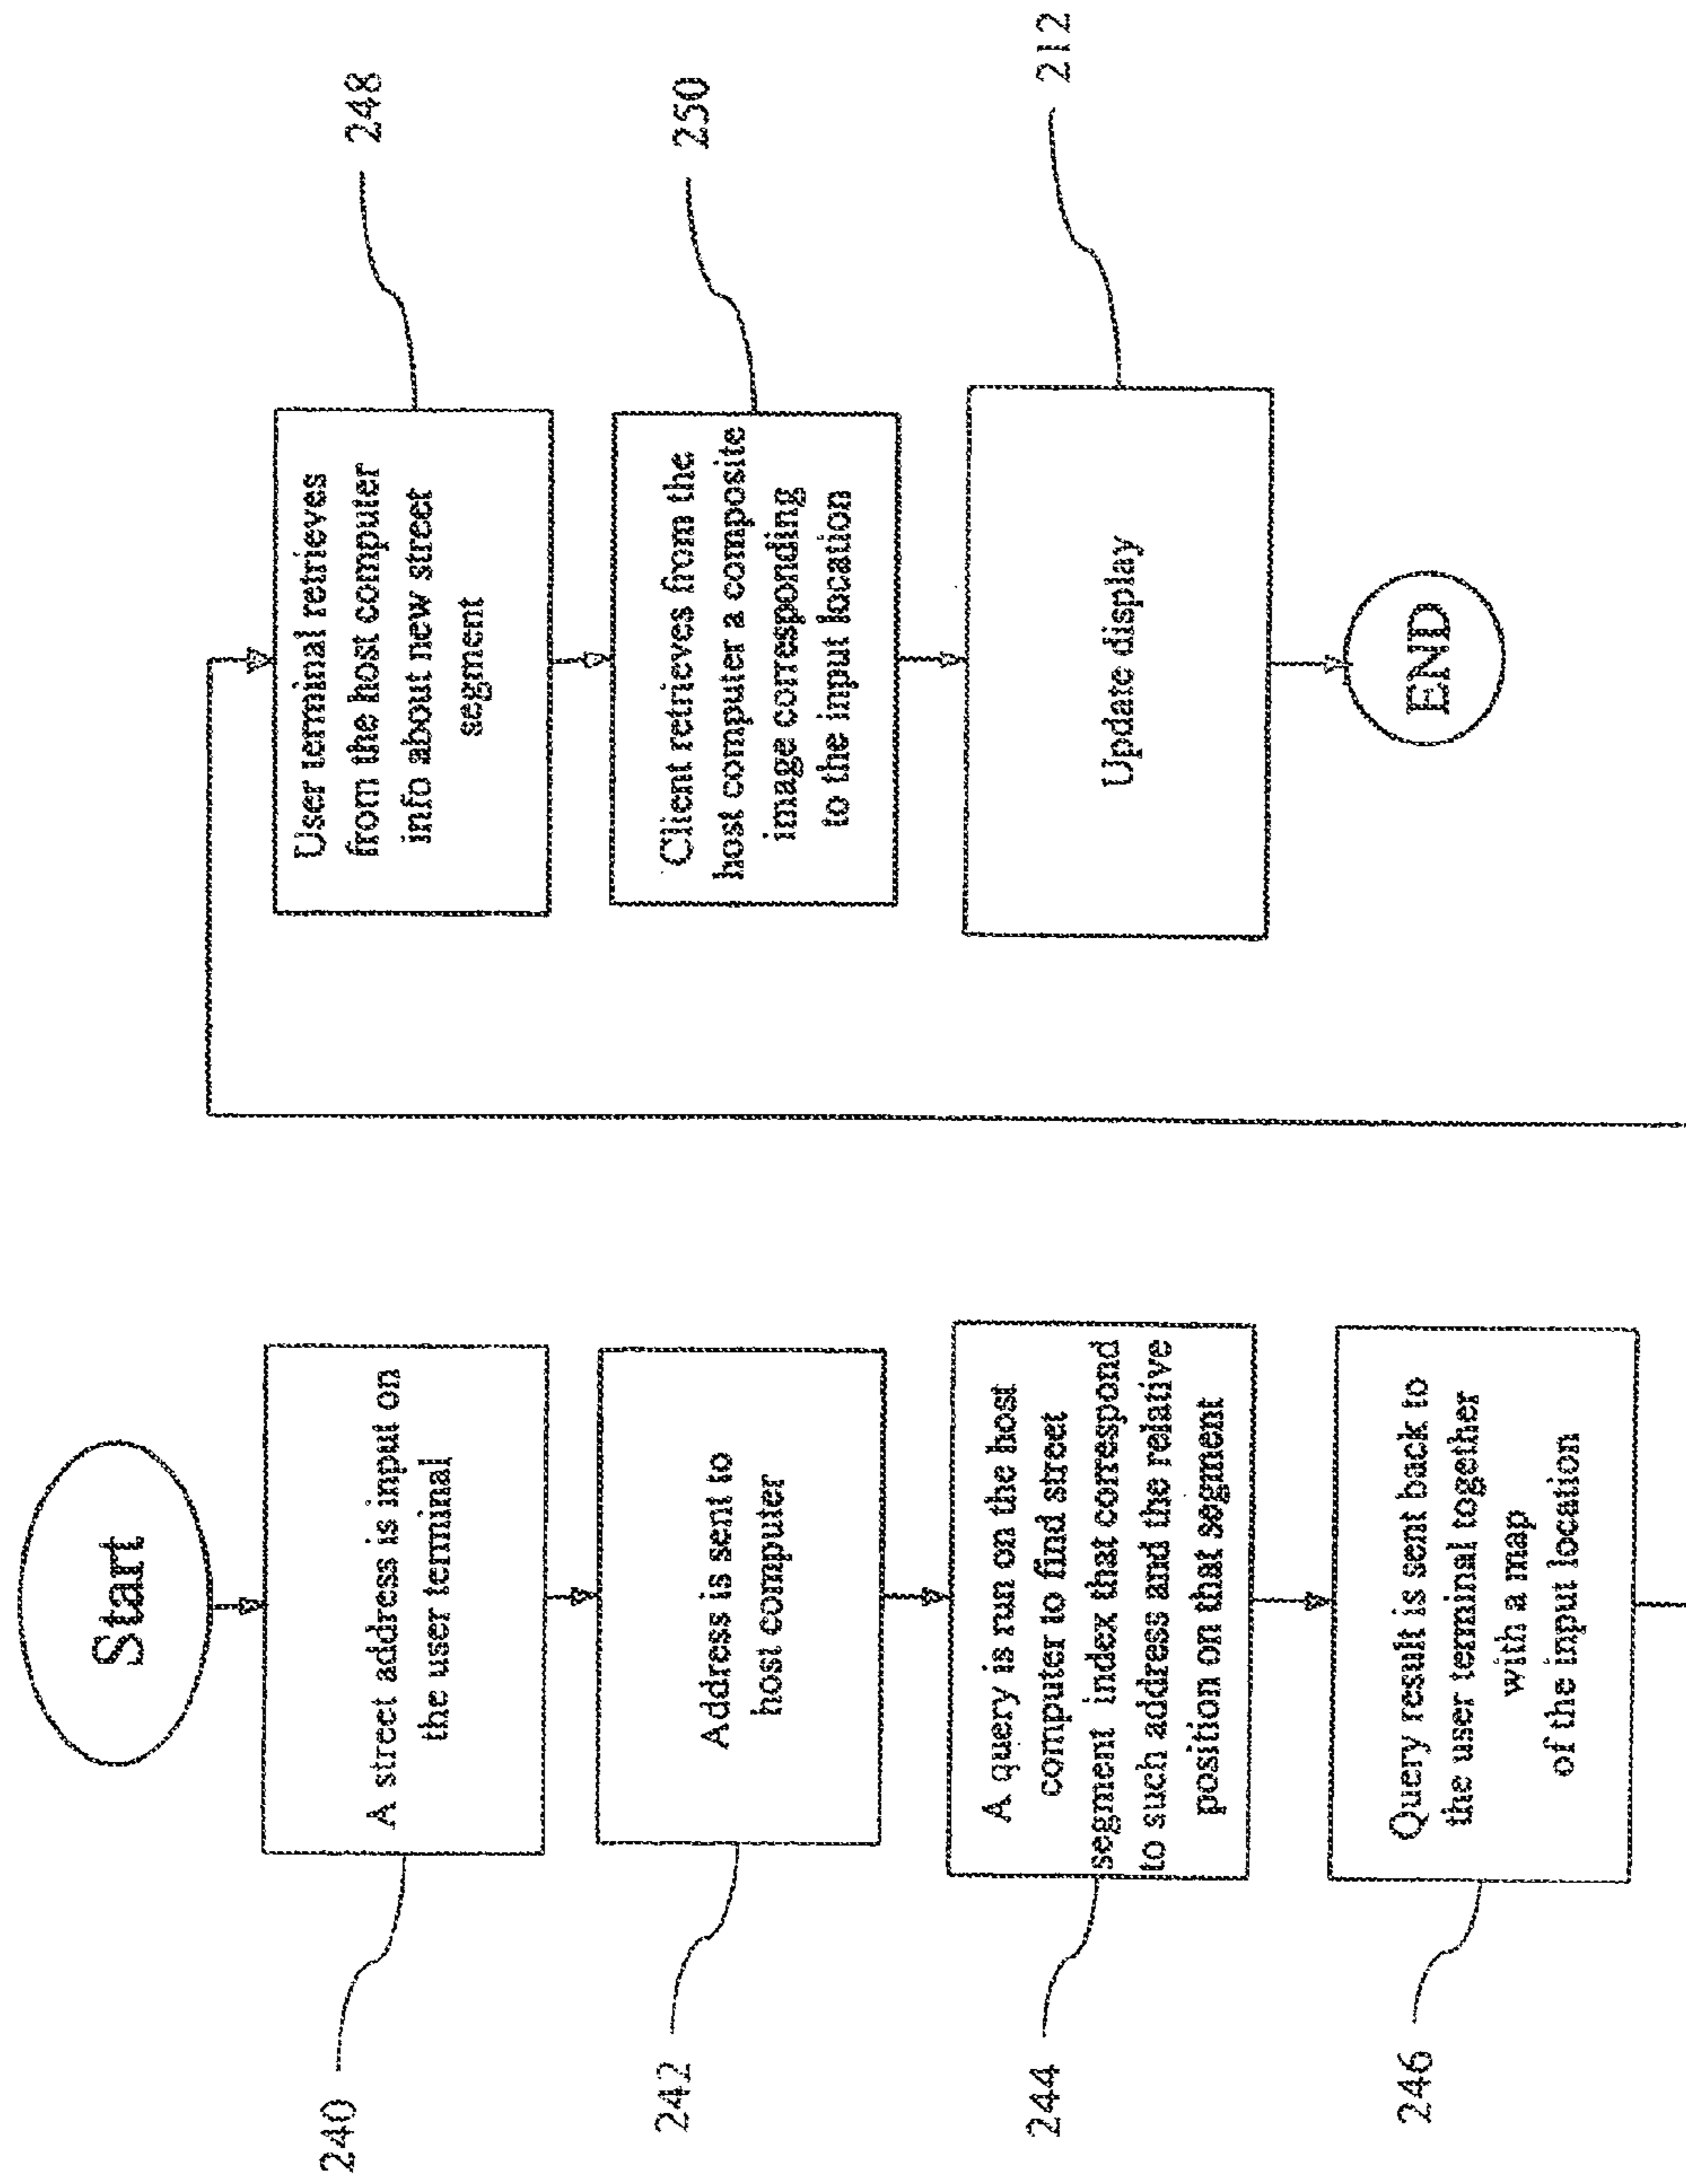 Start
240
A street address is input on
the user terminal
242
Address is sent to
host computer
244
A query is run on the host
computer to find street
segment index that correspond
to such address and the relative
position on that segment
246
Query result is sent back to
the user terminal together
with a map
of the input location
User terminal retrieves
from the host computer
info about new street
segment
248
Client retrieves from the
host computer a composite
image corresponding
to the input location
250
Update display
212
END